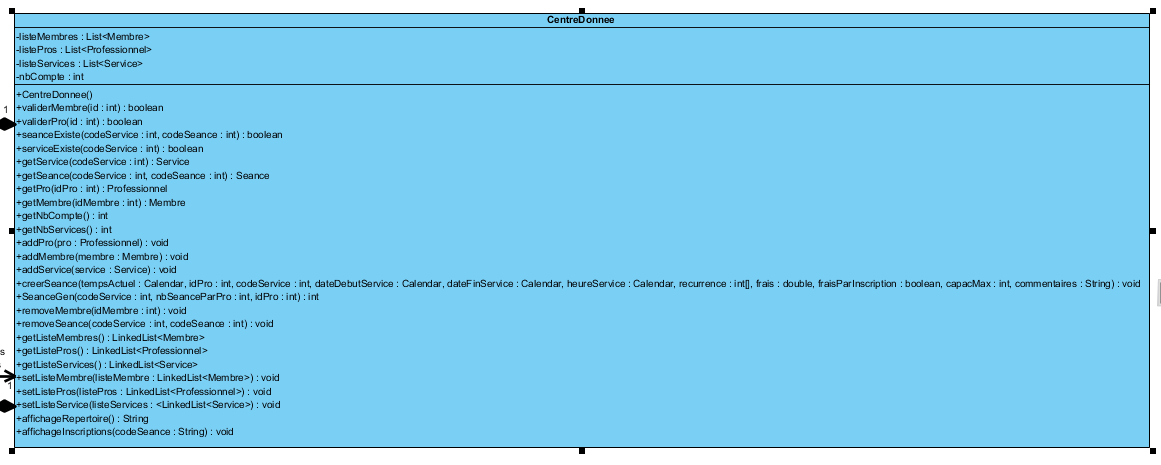 CentreDonnee
-listeMembres : List<Membre>
-listePros : List<Professionnel>
-listeServices : List<Service>
-nbCompte : int
+CentreDonnee()
+validerMembre(id : int) : boolean
1
+validerPro(id : int) : boolean
+seanceExiste(codeService : int, codeSeance : int) : boolean
+serviceExiste(codeService : int) : boolean
+getService(codeService : int) : Service
+getSeance(codeService : int, codeSeance : int) : Seance
+getPro(idPro : int) : Professionnel
+getMembre(idMembre : int) : Membre
+getNbCompte() : int
+getNbServices() : int
+addPro(pro : Professionnel) : void
+addMembre(membre : Membre) : void
+addService(service : Service) : void
+creerSeance(tempsActuel : Calendar, idPro : int, codeService : int, dateDebutService : Calendar, dateFinService : Calendar, heureService : Calendar, recurrence : int[], frais : double, fraisParInscription : boolean, capacMax : int, commentaires : String) : void
+SeanceGen(codeService : int, nbSeanceParPro : int, idPro : int) : int
+removeMembre(idMembre : int) : void
+removeSeance(codeService : int, codeSeance : int) : void
+getListeMembres() : LinkedList<Membre>
+getListePros() : LinkedList<Professionnel>
s
+getListeServices() : LinkedList<Service>
+setListeMembre(listeMembre : LinkedList<Membre>) : void
1
+setListePros(listePros : LinkedList<Professionnel>) : void
+setListeService(listeServices : <LinkedList<Service>) : void
+affichageRepertoire() : String
+affichageInscriptions(codeSeance : String) : void